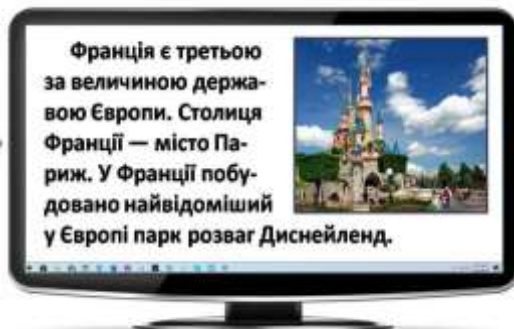 Франція є третьою
за величиною держа-
вою Європи. Столиця
Франції — місто Па-
риж. У Франції побу-
довано найвідоміший
у Європі парк розваг Диснейленд.